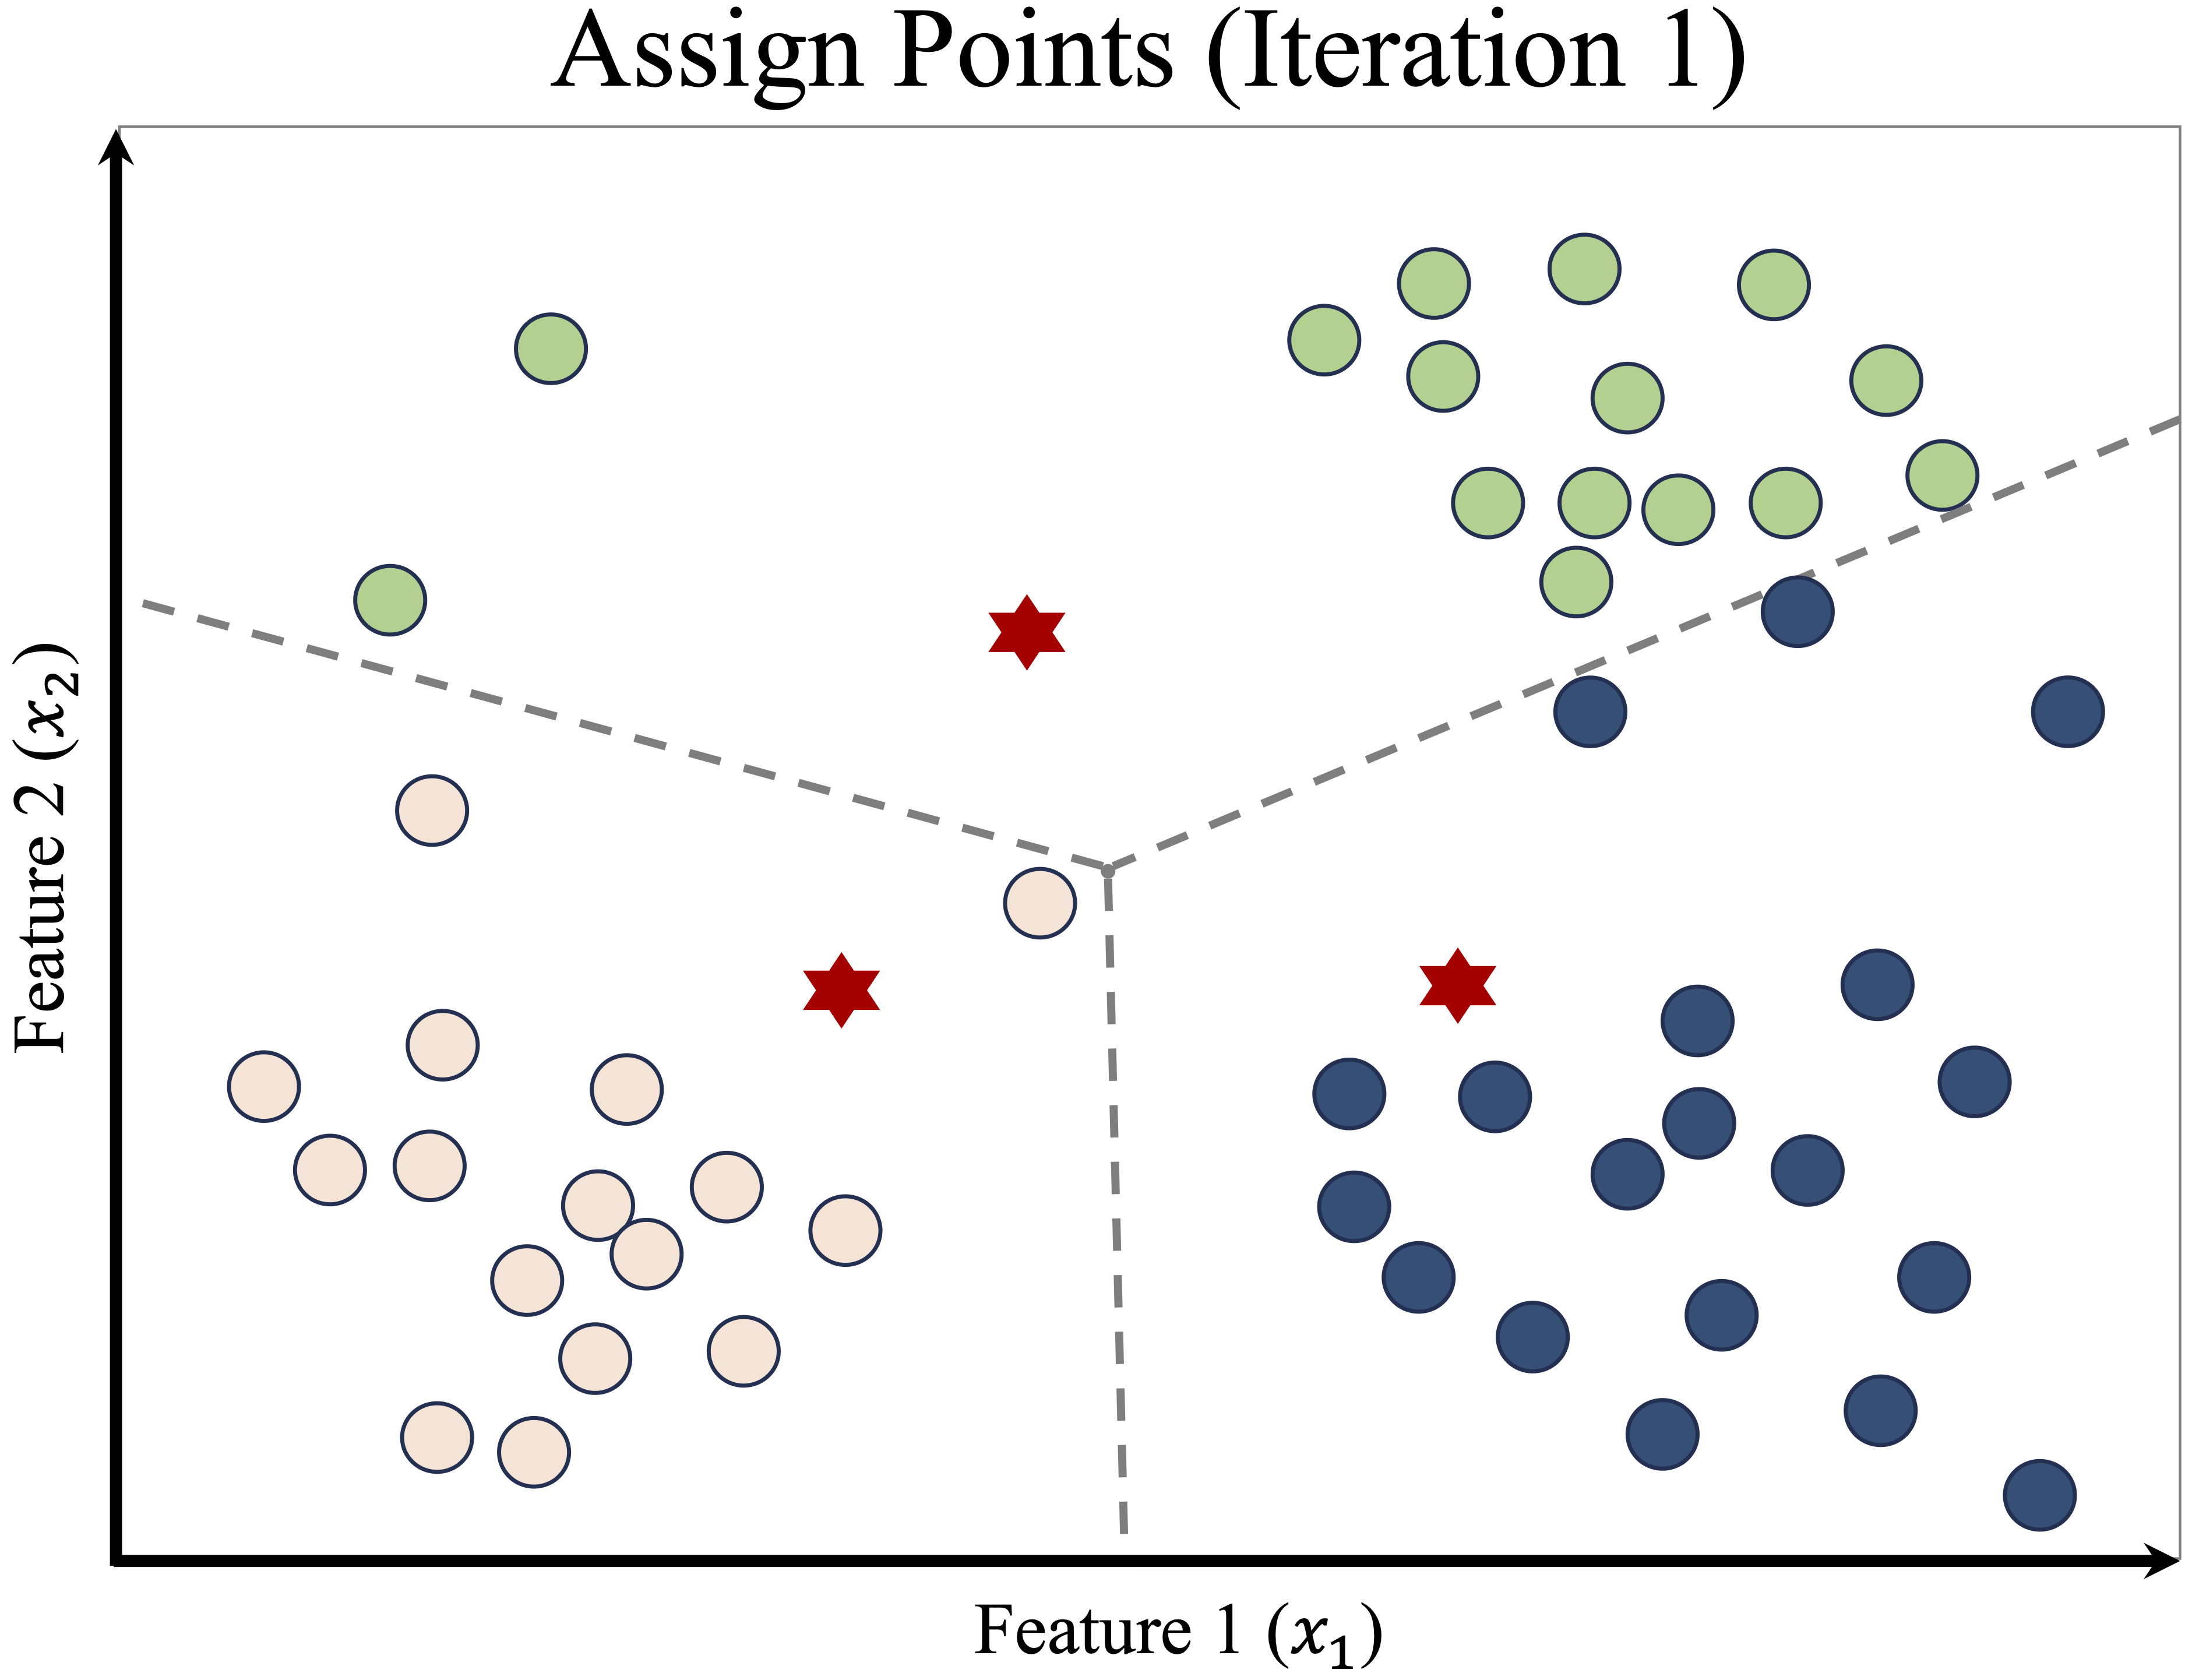 Assign Points (Iteration 1)
Feature 2 (𝑥₂)
Feature 1 (𝑥₁)